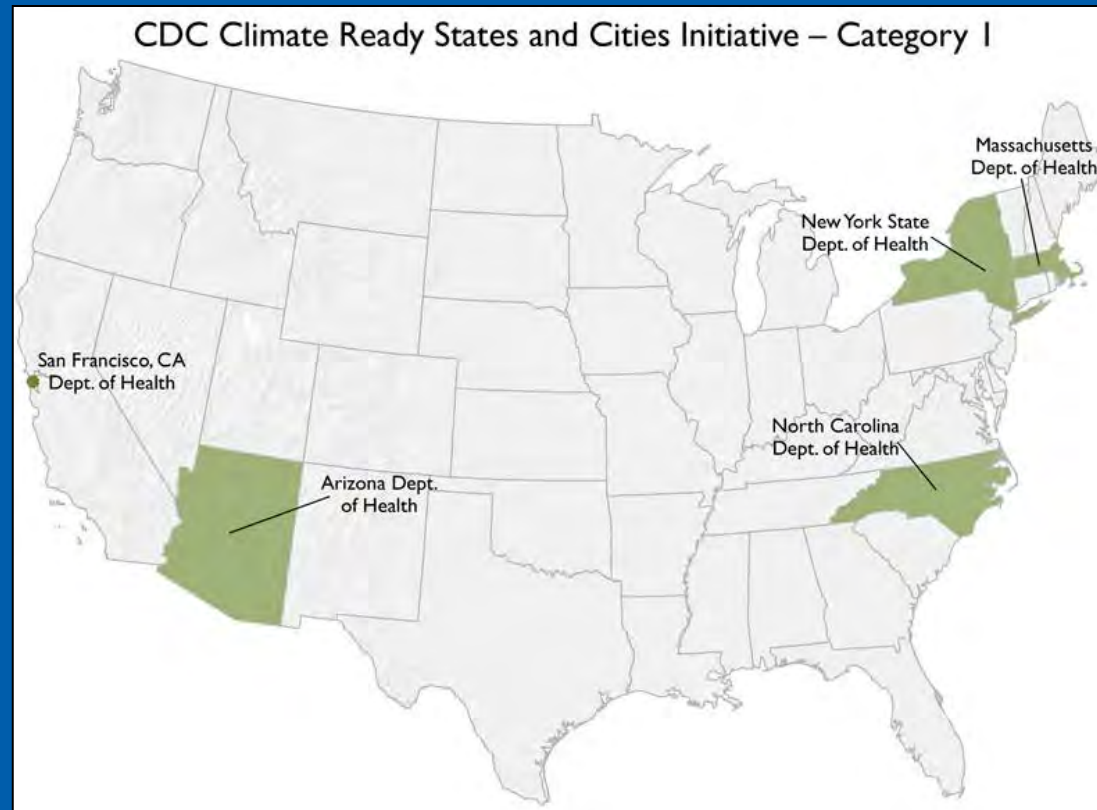 CDC Climate Ready States and Cities Initiative – Category 1
Massachusetts
Dept. of Health
New York State
Dept. of Health
San Francisco, CA
Dept. of Health
North Carolina
Dept. of Health
Arizona Dept.
of Health